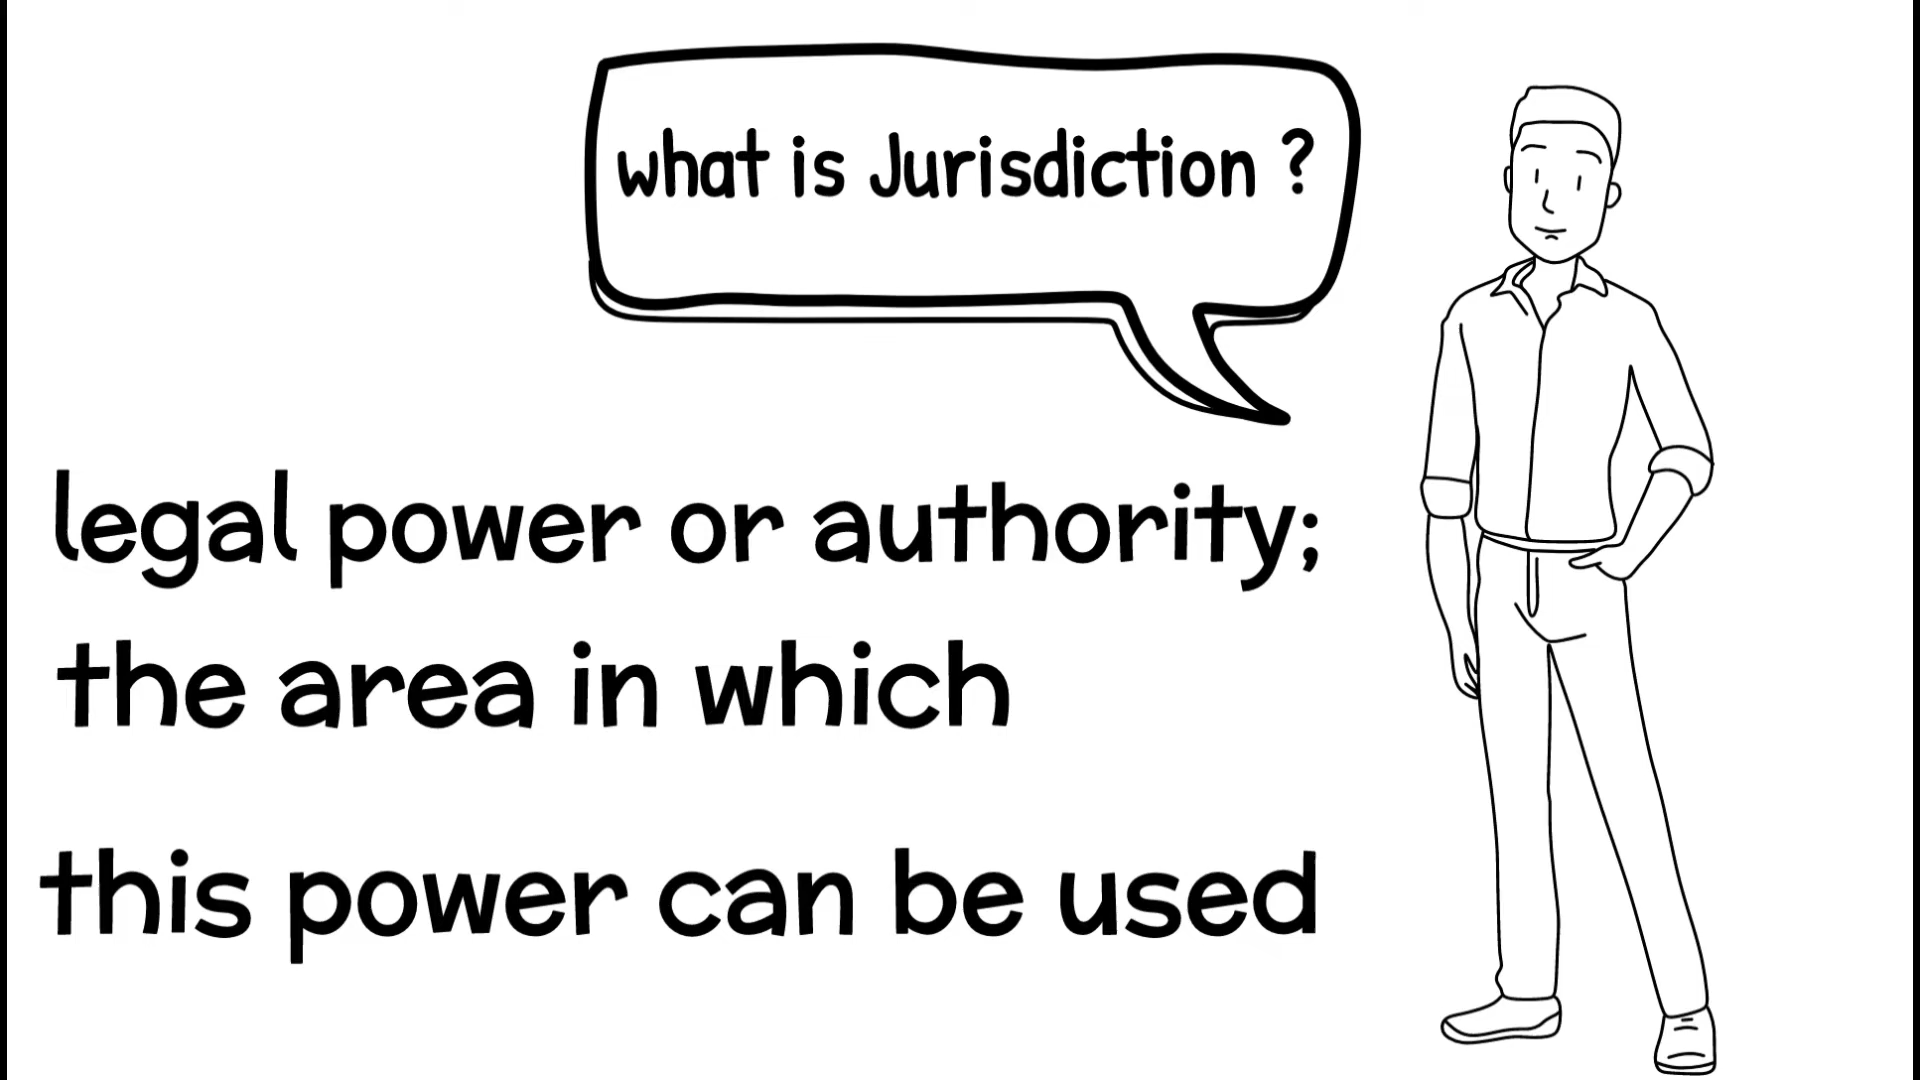 what is Jurisdiction ?
legal power or authority;
the area in which
this power can be used